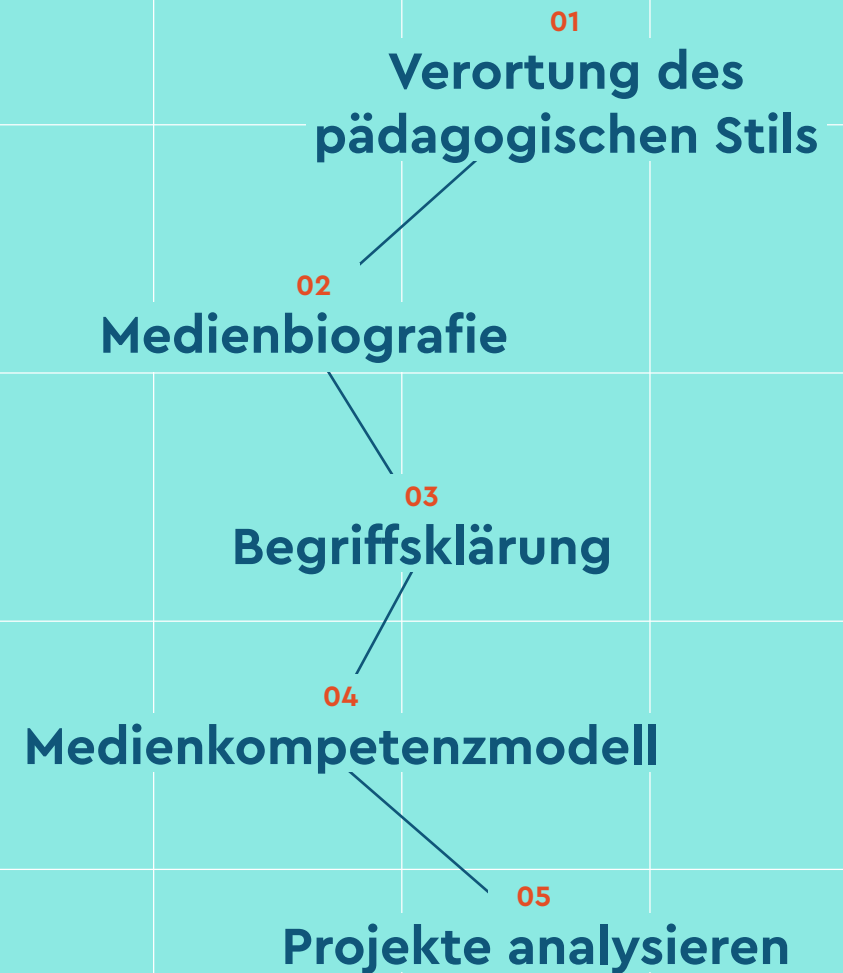 01
Verortung des
pädagogischen Stils
02
Medienbiografie
03
Begriffsklärung
04
Medienkompetenzmodell
05
Projekte analysieren